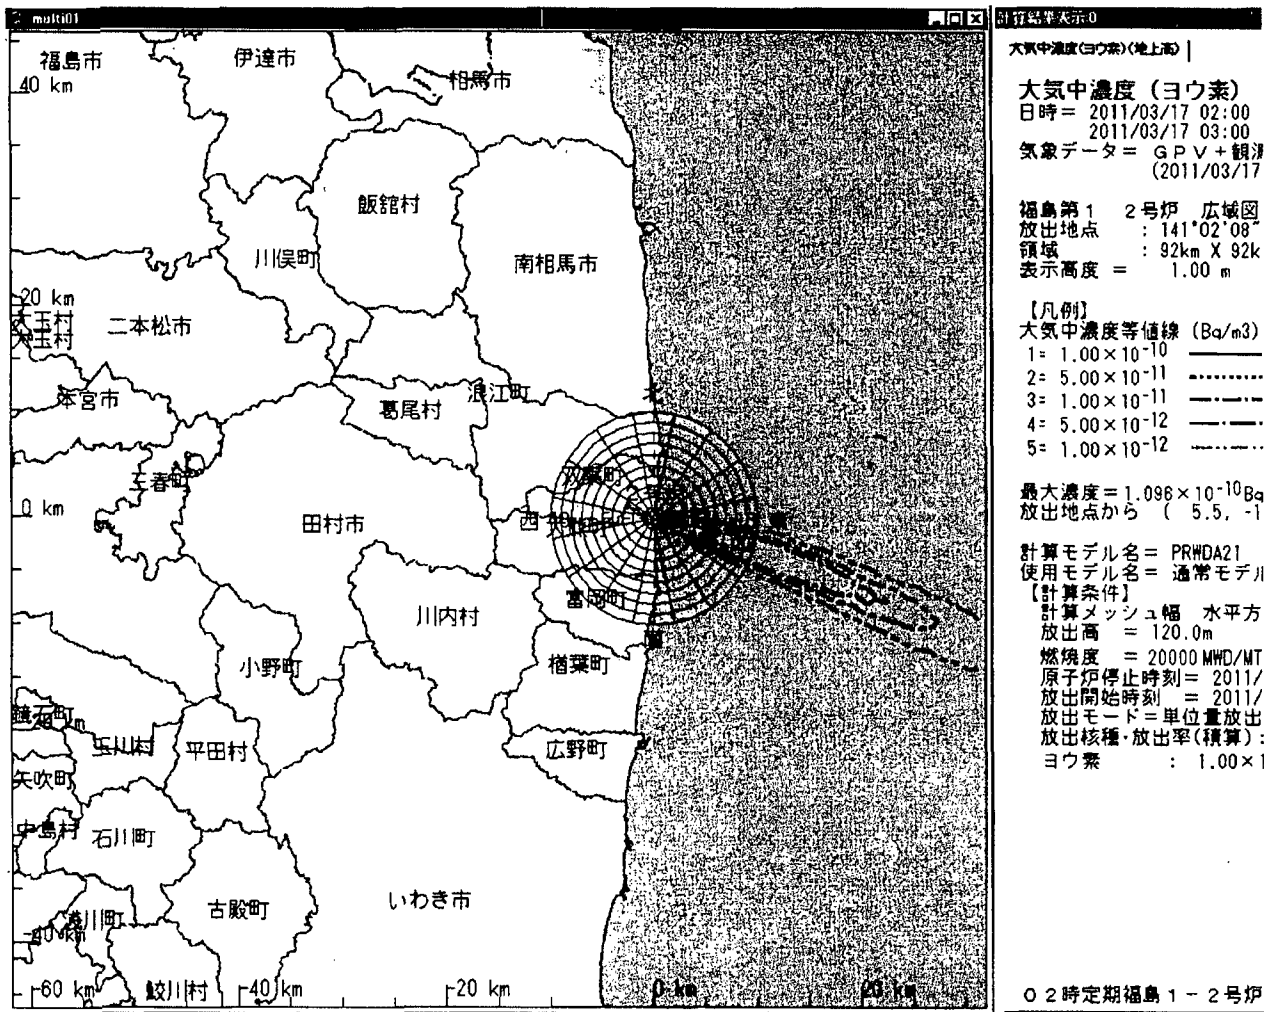 multi01
福島市
伊達市
相馬市
40 km
飯舘村
川俣町
南相馬市
20 km
大玉村
二本松市
本宮市
浪江町
葛尾村
双葉町
三春町
0 km
田村市
川内村
富岡町
小野町
楢葉町
鏡石町
玉川村
平田村
広野町
矢吹町
中島村
石川町
古殿町
いわき市
-40 km
鮫川村
-60 km
-40 km
-20 km
0 km
20 km
計算結果表示:0
大気中濃度(ヨウ素)(地上高)
大気中濃度(ヨウ素)
日時= 2011/03/17 02:00
2011/03/17 03:00
気象データ= GPV+観測
(2011/03/17
福島第1 2号炉 広域図
放出地点 : 141°02'08"
領域 : 92km X 92k
表示高度 = 1.00 m
【凡例】
大気中濃度等値線 (Bq/m3)
1= 1.00×10-10
2= 5.00×10-11
3= 1.00×10-11
4= 5.00×10-12
5= 1.00×10-12
最大濃度=1.096×10-10Bq
放出地点から ( 5.5, -1
計算モデル名= PRWDA21
使用モデル名= 通常モデル
【計算条件】
計算メッシュ幅 水平方
放出高 = 120.0m
燃焼度 = 20000MWD/MT
原子炉停止時刻= 2011/
放出開始時刻 = 2011/
放出モード=単位量放出
放出核種・放出率(積算):
ヨウ素 : 1.00×1
02時定期福島1-2号炉